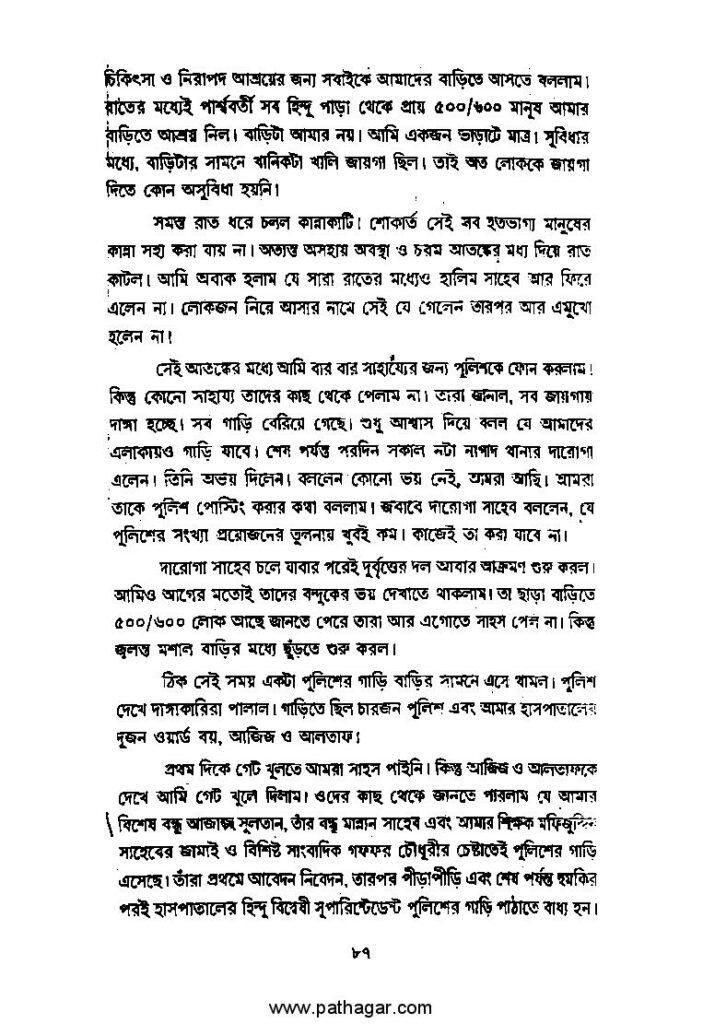 চিকিৎসা ও নিরাপদ আশ্রয়ের জন্য সবাইকে আমাদের বাড়িতে আসতে বললাম।
রাতের মধ্যেই পার্শ্ববর্তী সব হিন্দু পাড়া থেকে প্রায় ৫০০/৬০০ মানুষ আমার
বাড়িতে আশ্রয় নিল। বাড়িটা আমার নয়। আমি একজন ভাড়াটে মাত্র। সুবিধার
মধ্যে, বাড়িটার সামনে খানিকটা খালি জায়গা ছিল। তাই অত লোককে জায়গা
দিতে কোন অসুবিধা হয়নি।
সমস্ত রাত ধরে চলল কান্নাকাটি। শোকার্ত সেই সব হতভাগ্য মানুষের
কান্না সহ্য করা যায় না। অত্যন্ত অসহায় অবস্থা ও চরম আতঙ্কের মধ্য দিয়ে রাত
কাটল। আমি অবাক হলাম যে সারা রাতের মধ্যেও হালিম সাহেব আর ফিরে
এলেন না। লোকজন নিয়ে আসার নামে সেই যে গেলেন তারপর আর এমুখো
হলেন না।
সেই আতঙ্কের মধ্যে আমি বার বার সাহায্যের জন্য পুলিশকে ফোন করলাম।
কিন্তু কোনো সাহায্য তাদের কাছ থেকে পেলাম না। তারা জানাল, সব জায়গায়
দাঙ্গা হচ্ছে। সব গাড়ি বেরিয়ে গেছে। শুধু আশ্বাস দিয়ে বলল যে আমাদের
এলাকায়ও গাড়ি যাবে। শেষ পর্যন্ত পরদিন সকাল নটা নাগাদ থানার দারোগা
এলেন। তিনি অভয় দিলেন। বললেন কোনো ভয় নেই, আমরা আছি। আমরা
তাকে পুলিশ পোস্টিং করার কথা বললাম। জবাবে দারোগা সাহেব বললেন, যে
পুলিশের সংখ্যা প্রয়োজনের তুলনায় খুবই কম। কাজেই তা করা যাবে না।
দারোগা সাহেব চলে যাবার পরেই দুর্বৃত্তের দল আবার আক্রমণ শুরু করল।
আমিও আগের মতোই তাদের বন্দুকের ভয় দেখাতে থাকলাম। তা ছাড়া বাড়িতে
৫০০/৬০০ লোক আছে জানতে পেরে তারা আর এগোতে সাহস পেল না। কিন্তু
জ্বলন্ত মশাল বাড়ির মধ্যে ছুঁড়তে শুরু করল।
ঠিক সেই সময় একটা পুলিশের গাড়ি বাড়ির সামনে এসে থামল। পুলিশ
দেখে দাঙ্গাকারিরা পালাল। গাড়িতে ছিল চারজন পুলিশ এবং আমার হাসপাতালের
দুজন ওয়ার্ড বয়, আজিজ ও আলতাফ।
প্রথম দিকে গেট খুলতে আমরা সাহস পাইনি। কিন্তু আজিজ ও আলতাফকে
দেখে আমি গেট খুলে দিলাম। ওদের কাছ থেকে জানতে পারলাম যে আমার
বিশেষ বন্ধু সুলতান, তাঁর বন্ধু মান্নান সাহেব এবং আমার শিক্ষক মফিজুদ্দিন
সাহেবের জামাই ও বিশিষ্ট সাংবাদিক গফফর চৌধুরীর চেষ্টাতেই পুলিশের গাড়ি
এসেছে। তাঁরা প্রথমে আবেদন নিবেদন, তারপর পীড়াপীড়ি এবং শেষ পর্যন্ত হুমকির
পরই হাসপাতালের হিন্দু বিদ্বেষী সুপারিন্টেডেন্ট পুলিশের গাড়ি পাঠাতে বাধ্য হন।
৮৭
www.pathagar.com